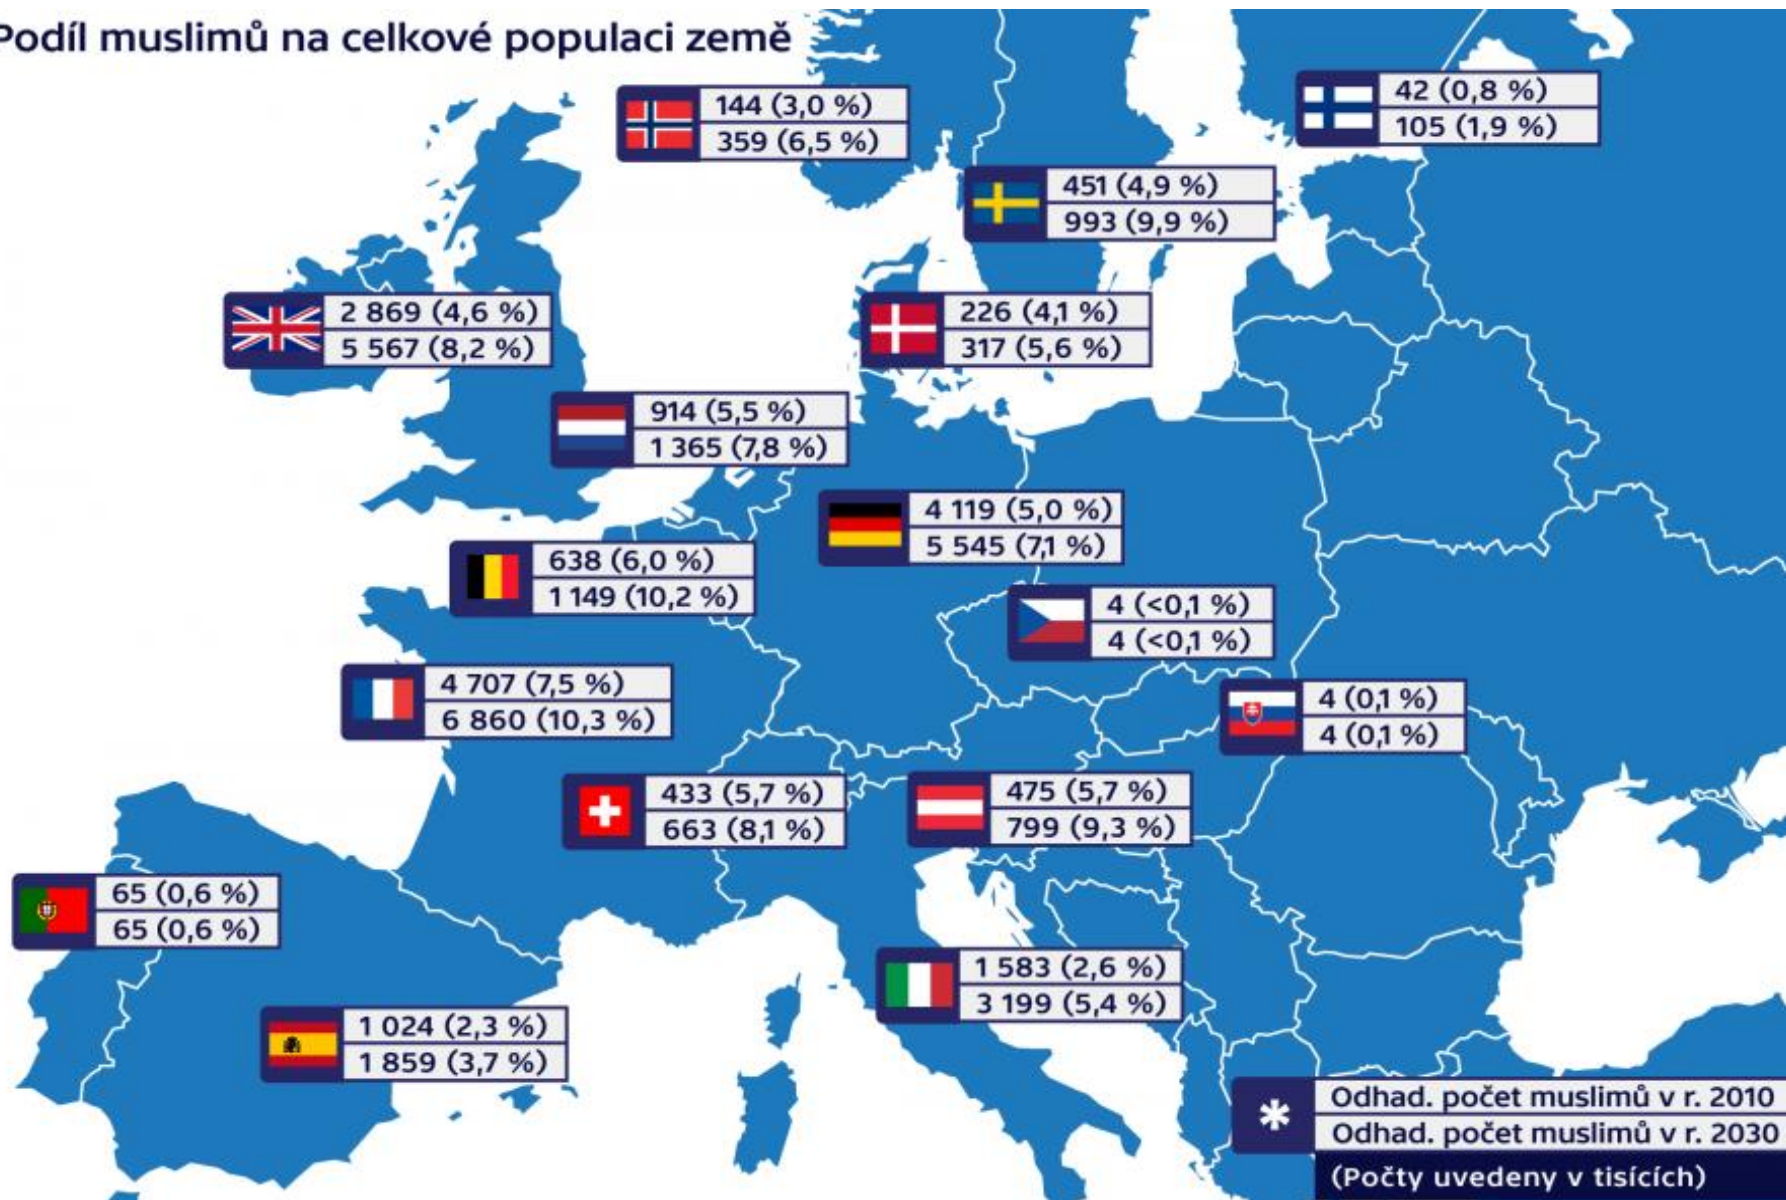 Podíl muslimů na celkové populaci země
144 (3,0 %)
359 (6,5 %)
42 (0,8 %)
105 (1,9 %)
451 (4,9 %)
993 (9,9 %)
2 869 (4,6 %)
5 567 (8,2 %)
226 (4,1 %)
317 (5,6 %)
914 (5,5 %)
1 365 (7,8 %)
4 119 (5,0 %)
5 545 (7,1 %)
638 (6,0 %)
1 149 (10,2 %)
4 (<0,1 %)
4 (<0,1 %)
4 707 (7,5 %)
6 860 (10,3 %)
4 (0,1 %)
4 (0,1 %)
433 (5,7 %)
663 (8,1 %)
475 (5,7 %)
799 (9,3 %)
65 (0,6 %)
65 (0,6 %)
1 583 (2,6 %)
3 199 (5,4 %)
1 024 (2,3 %)
1 859 (3,7 %)
* Odhad. počet muslimů v r. 2010
Odhad. počet muslimů v r. 2030
(Počty uvedeny v tisících)